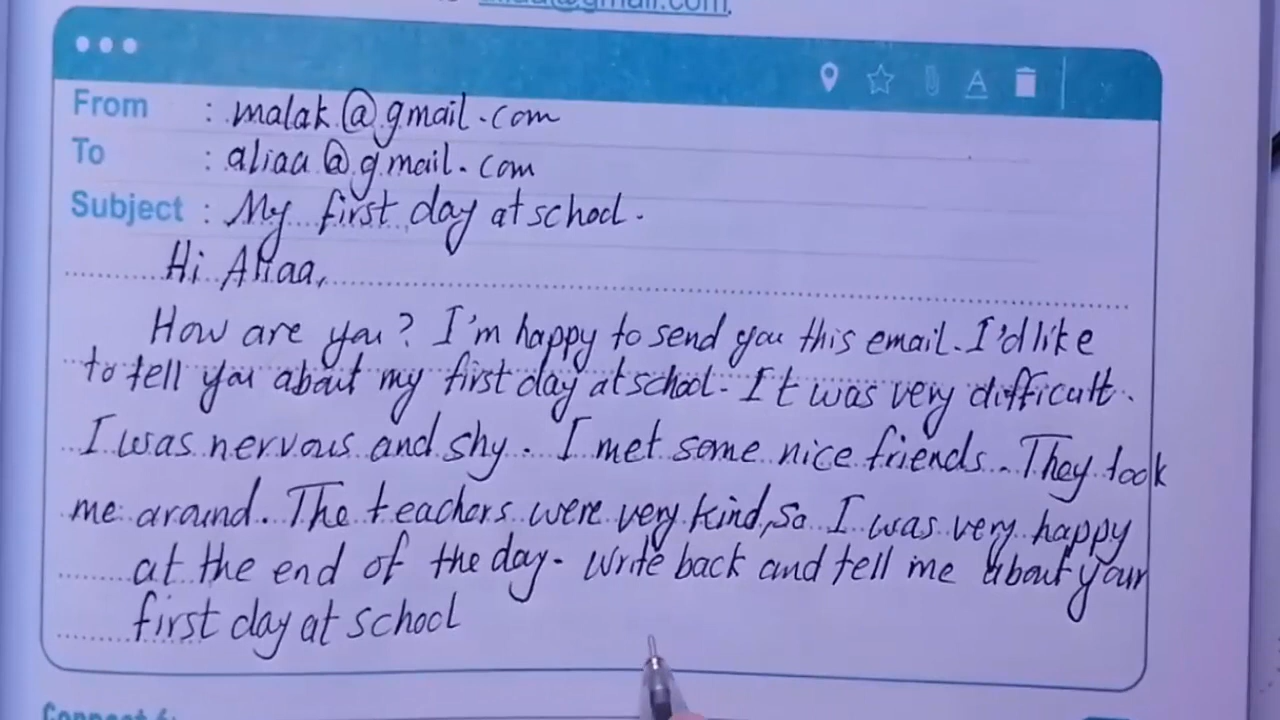 aliaa@gmail.com.
From : malak@gmail.com
To : aliaa@gmail.com
Subject : My first day at school.
Hi Aliaa,
How are you? I'm happy to send you this email. I'd like
to tell you about my first day at school. It was very difficult.
I was nervous and shy. I met some nice friends. They took
me around. The teachers were very kind, so I was very happy
at the end of the day. Write back and tell me about your
first day at school